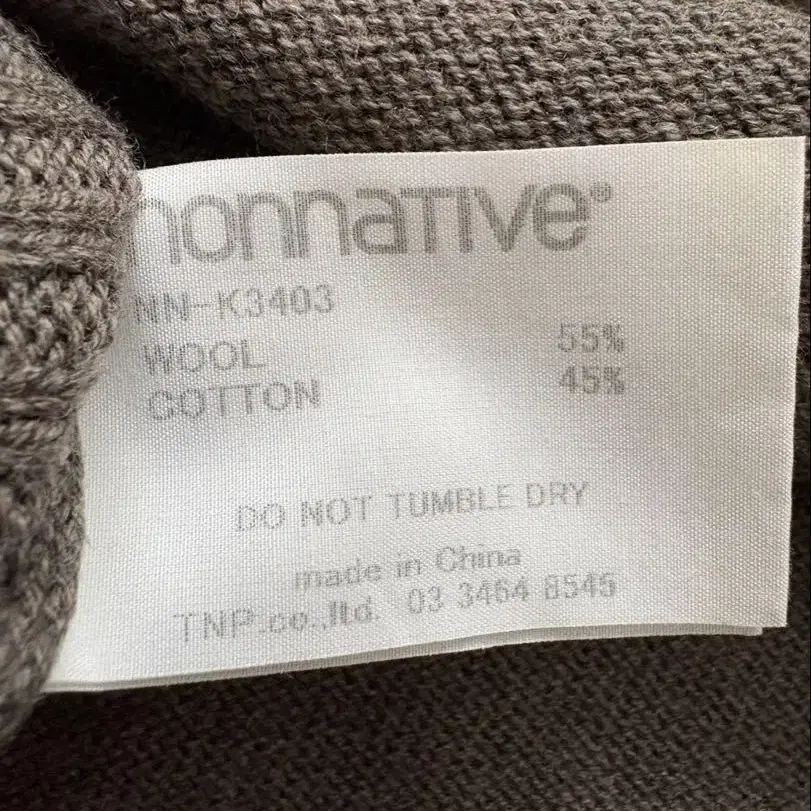 nonnative®
NN-K3403
WOOL 55%
COTTON 45%
DO NOT TUMBLE DRY
made in China
TNP.co.,ltd. 03 3464 8545